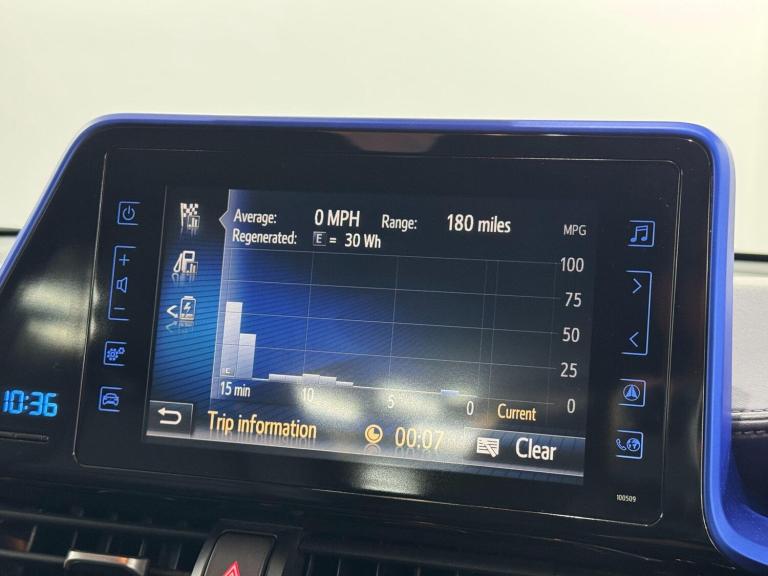 Average: 0 MPH Range: 180 miles MPG
Regenerated: E = 30 Wh
100
75
50
25
0
E
15 min 10 5 0 Current
Trip information 00:07 Clear
10:36
100509